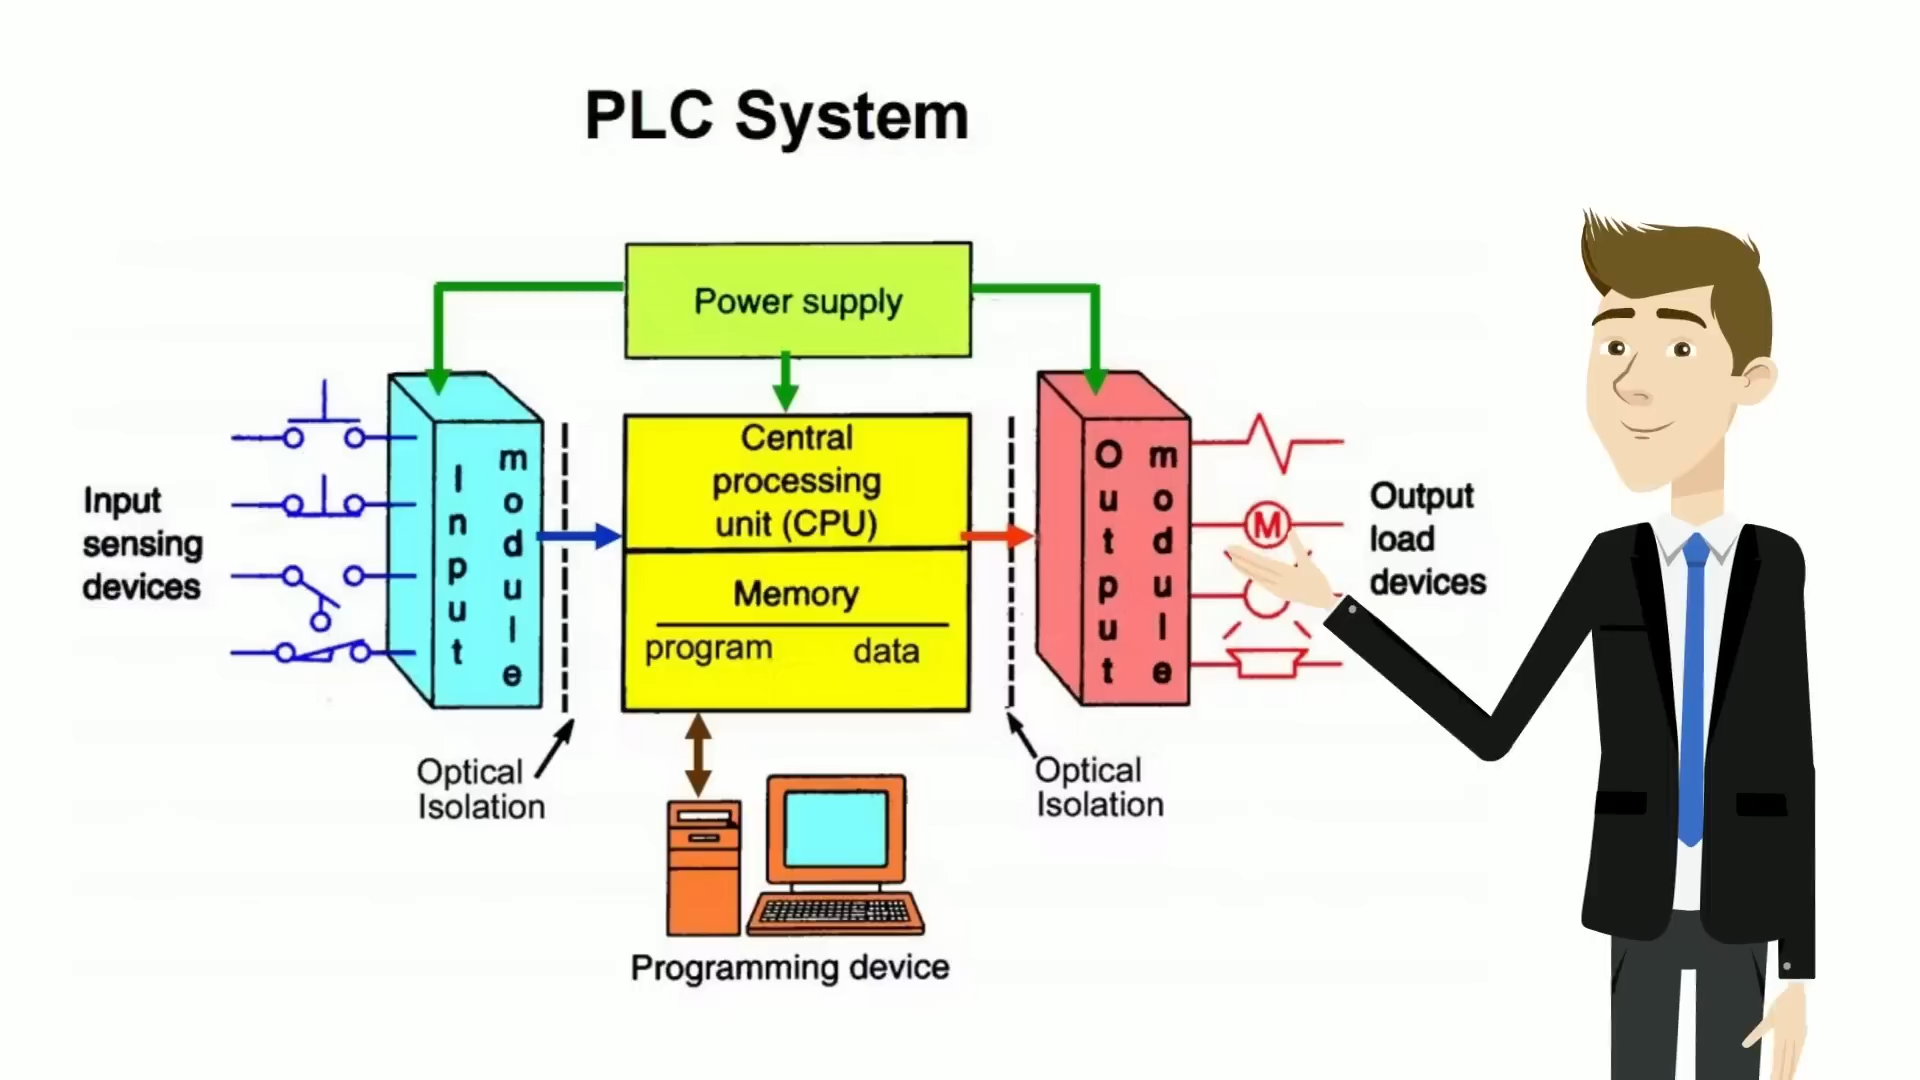 PLC System
Power supply
Input
sensing
devices
Input
module
Central
processing
unit (CPU)
Memory
program data
Output
module
M
Output
load
devices
Optical
Isolation
Optical
Isolation
Programming device